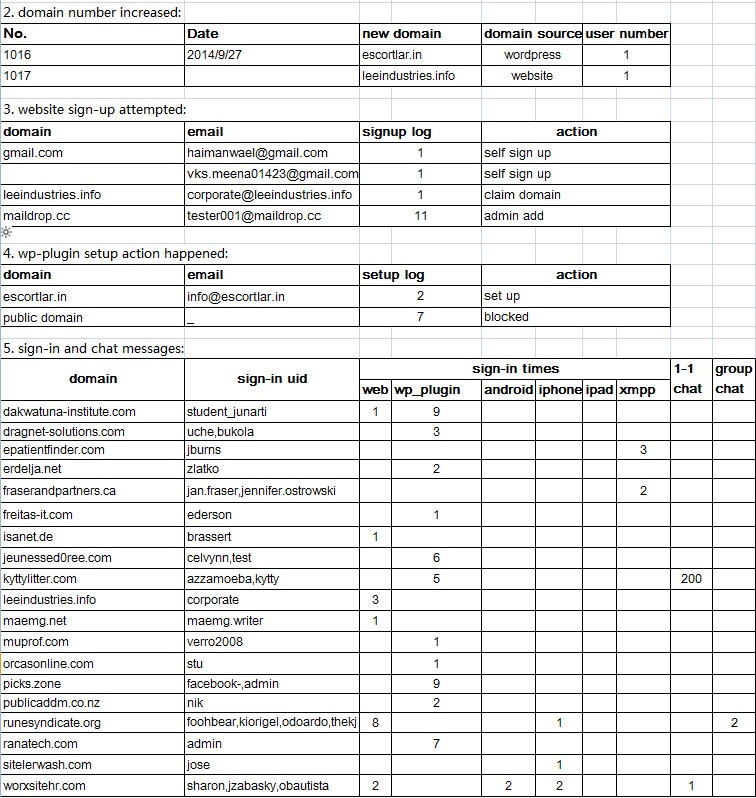 2. domain number increased:
No. Date new domain domain source user number
1016 2014/9/27 escortlar.in wordpress 1
1017 leeindustries.info website 1
3. website sign-up attempted:
domain email signup log action
gmail.com haimanwael@gmail.com 1 self sign up
vks.meena01423@gmail.com 1 self sign up
leeindustries.info corporate@leeindustries.info 1 claim domain
maildrop.cc tester001@maildrop.cc 11 admin add
4. wp-plugin setup action happened:
domain email setup log action
escortlar.in info@escortlar.in 2 set up
public domain _ 7 blocked
5. sign-in and chat messages:
domain sign-in uid sign-in times 1-1 chat group chat
web wp_plugin android iphone ipad xmpp
dakwatuna-institute.com student_junarti 1 9
dragnet-solutions.com uche,bukola 3
epatientfinder.com jburns 3
erdelja.net zlatko 2
fraserandpartners.ca jan.fraser,jennifer.ostrowski 2
freitas-it.com ederson 1
isanet.de brassert 1
jeunessed0ree.com celvynn,test 6
kyttylitter.com azzamoeba,kytty 5 200
leeindustries.info corporate 3
maemg.net maemg.writer 1
muprof.com verro2008 1
orcasonline.com stu 1
picks.zone facebook-,admin 9
publicaddm.co.nz nik 2
runesyndicate.org foohbear,kiorigel,odoardo,thekj 8 1 2
ranatech.com admin 7
sitelerwash.com jose 1
worxsitehr.com sharon,jzabasky,obautista 2 2 2 1